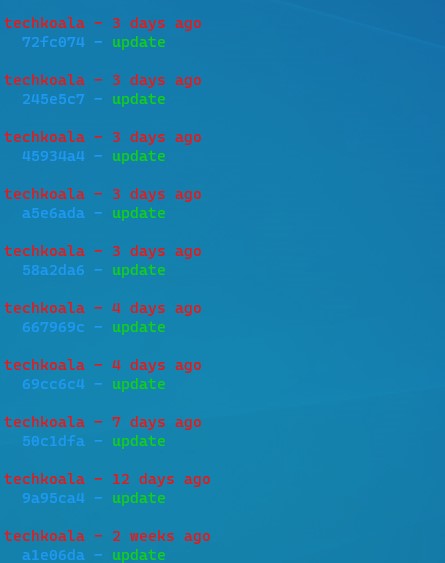 techkoala - 3 days ago
72fc074 - update
techkoala - 3 days ago
245e5c7 - update
techkoala - 3 days ago
45934a4 - update
techkoala - 3 days ago
a5e6ada - update
techkoala - 3 days ago
58a2da6 - update
techkoala - 4 days ago
667969c - update
techkoala - 4 days ago
69cc6c4 - update
techkoala - 7 days ago
50c1dfa - update
techkoala - 12 days ago
9a95ca4 - update
techkoala - 2 weeks ago
a1e06da - update